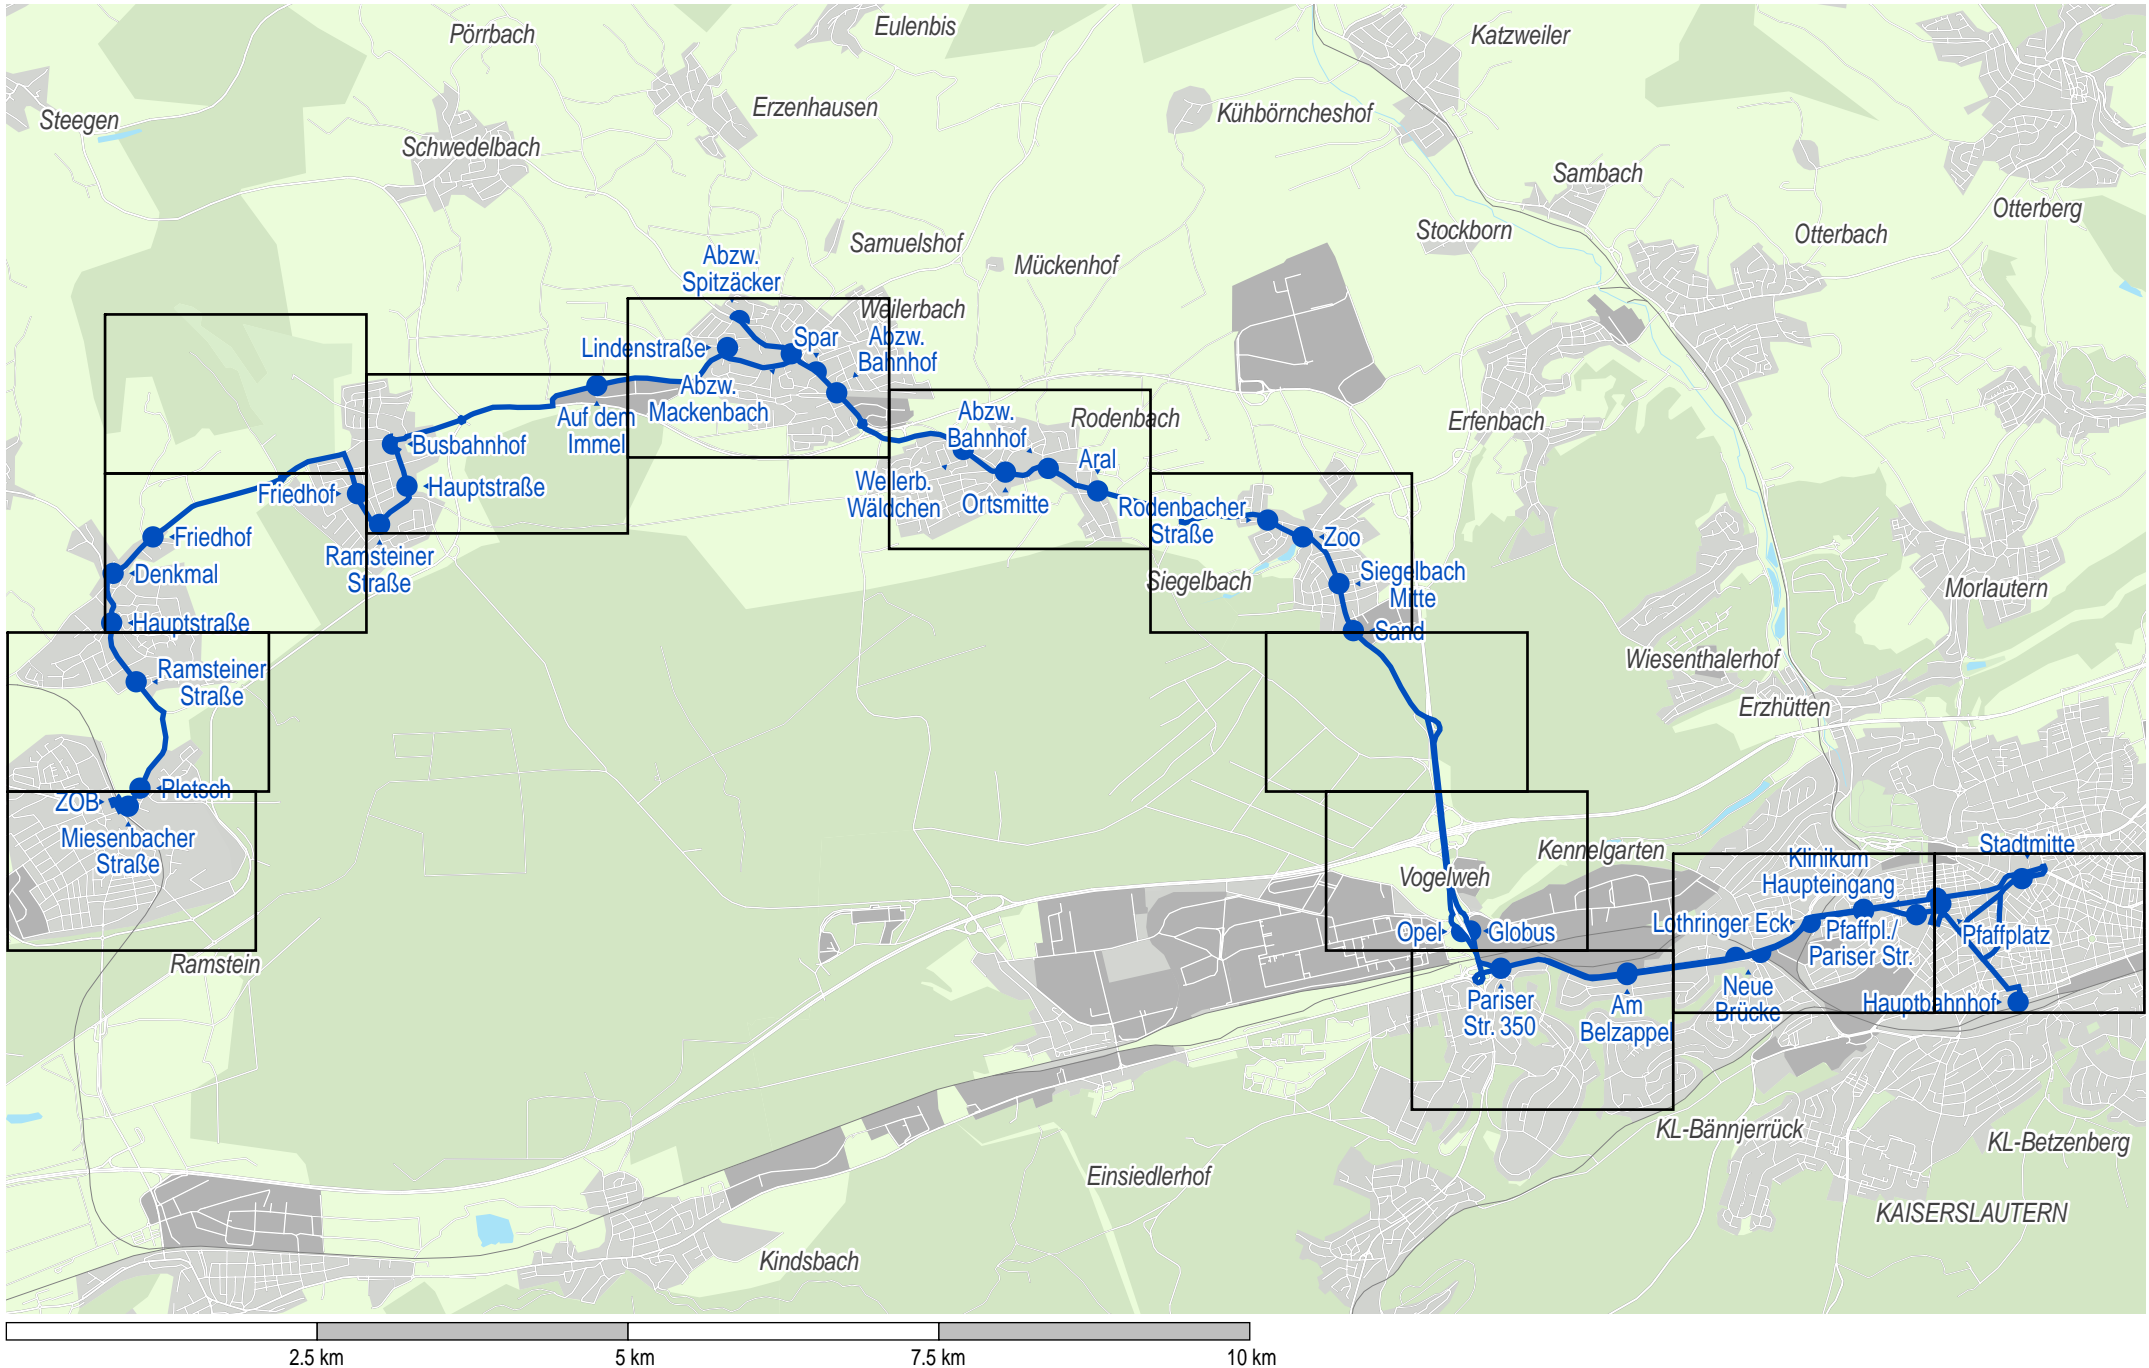 Pörrbach
Eulenbis
Katzweiler
Steegen
Erzenhausen
Kühbörncheshof
Schwedelbach
Sambach
Otterberg
Samuelshof
Stockborn
Otterbach
Abzw.
Spitzäcker
Mückenhof
Weilerbach
Lindenstraße
Spar
Abzw.
Bahnhof
Abzw.
Mackenbach
Auf dem
Immel
Busbahnhof
Hauptstraße
Friedhof
Ramsteiner
Straße
Abzw.
Bahnhof
Rodenbach
Aral
Weilerb.
Wäldchen
Ortsmitte
Erfenbach
Rodenbacher
Straße
Zoo
Siegelbach
Siegelbach
Mitte
Sand
Morlautern
Friedhof
Denkmal
Hauptstraße
Ramsteiner
Straße
Wiesenthalerhof
Erzhütten
Pletsch
ZOB
Miesenbacher
Straße
Ramstein
Kennelgarten
Vogelweh
Opel
Globus
Stadtmitte
Klinikum
Haupteingang
Lothringer Eck
Pfaffpl./
Pariser Str.
Pfaffplatz
Hauptbahnhof
Neue
Brücke
Pariser
Str. 350
Am
Belzappel
KL-Bännjerrück
KL-Betzenberg
Einsiedlerhof
KAISERSLAUTERN
Kindsbach
2.5 km
5 km
7.5 km
10 km